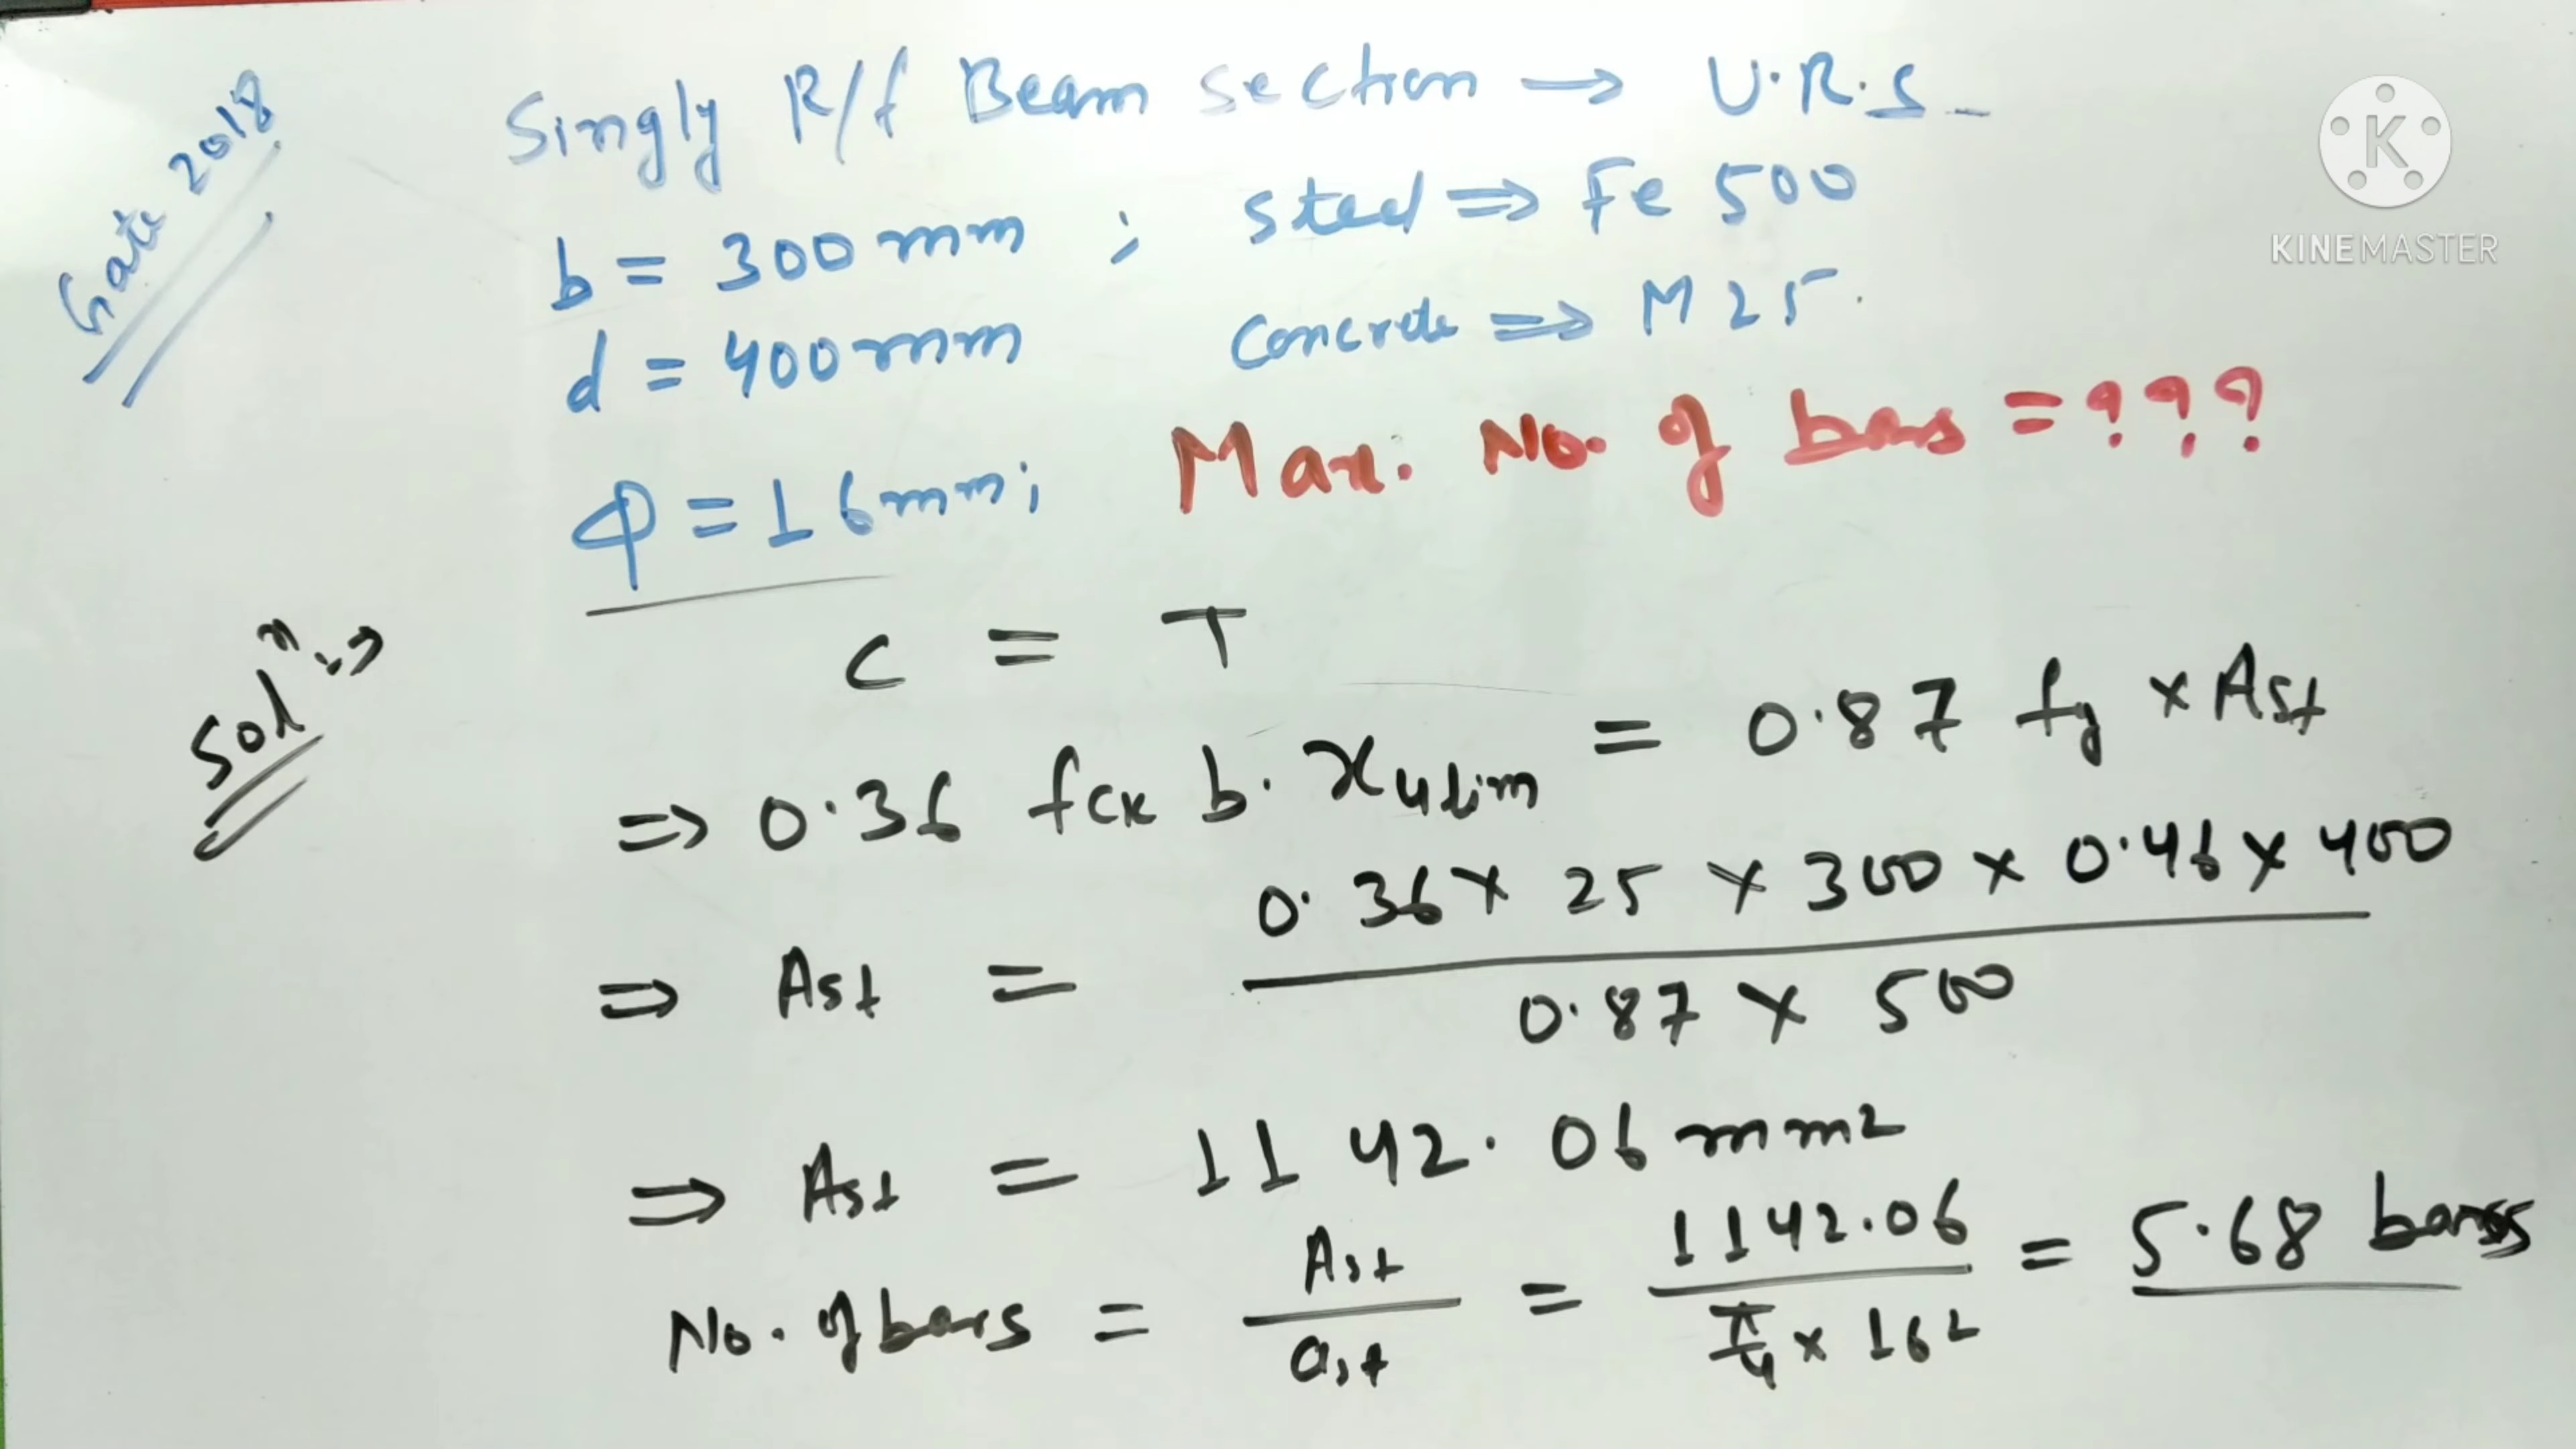 Gate 2018
Singly R/f Beam Section → U.R.S.
b = 300 mm ; Steel ⇒ Fe 500
d = 400 mm Concrete ⇒ M 25.
Φ = 16 mm; Max. No. of bars = ???
Solⁿ:→
C = T
⇒ 0.36 fck b. xulim = 0.87 fy × Ast
⇒ Ast = 0.36 × 25 × 300 × 0.46 × 400 / 0.87 × 500
⇒ Ast = 1142.06 mm²
No. of bars = Ast / ast = 1142.06 / π/4 × 16² = 5.68 bars
K
KINEMASTER